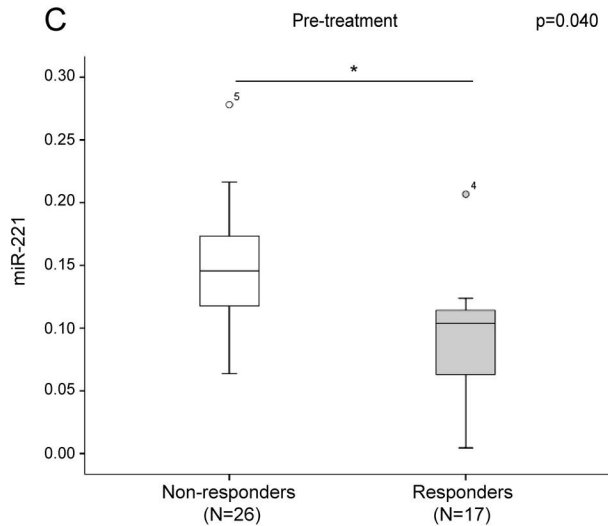 C
Pre-treatment
p=0.040
*
0.30
0.25
0.20
0.15
0.10
0.05
0.00
miR-221
5
4
Non-responders
(N=26)
Responders
(N=17)